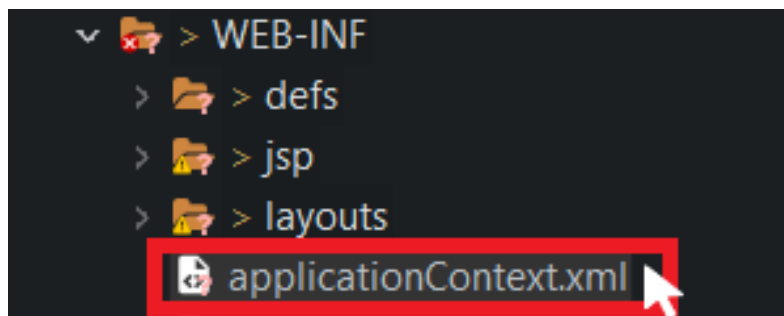 > WEB-INF
> defs
> jsp
> layouts
applicationContext.xml